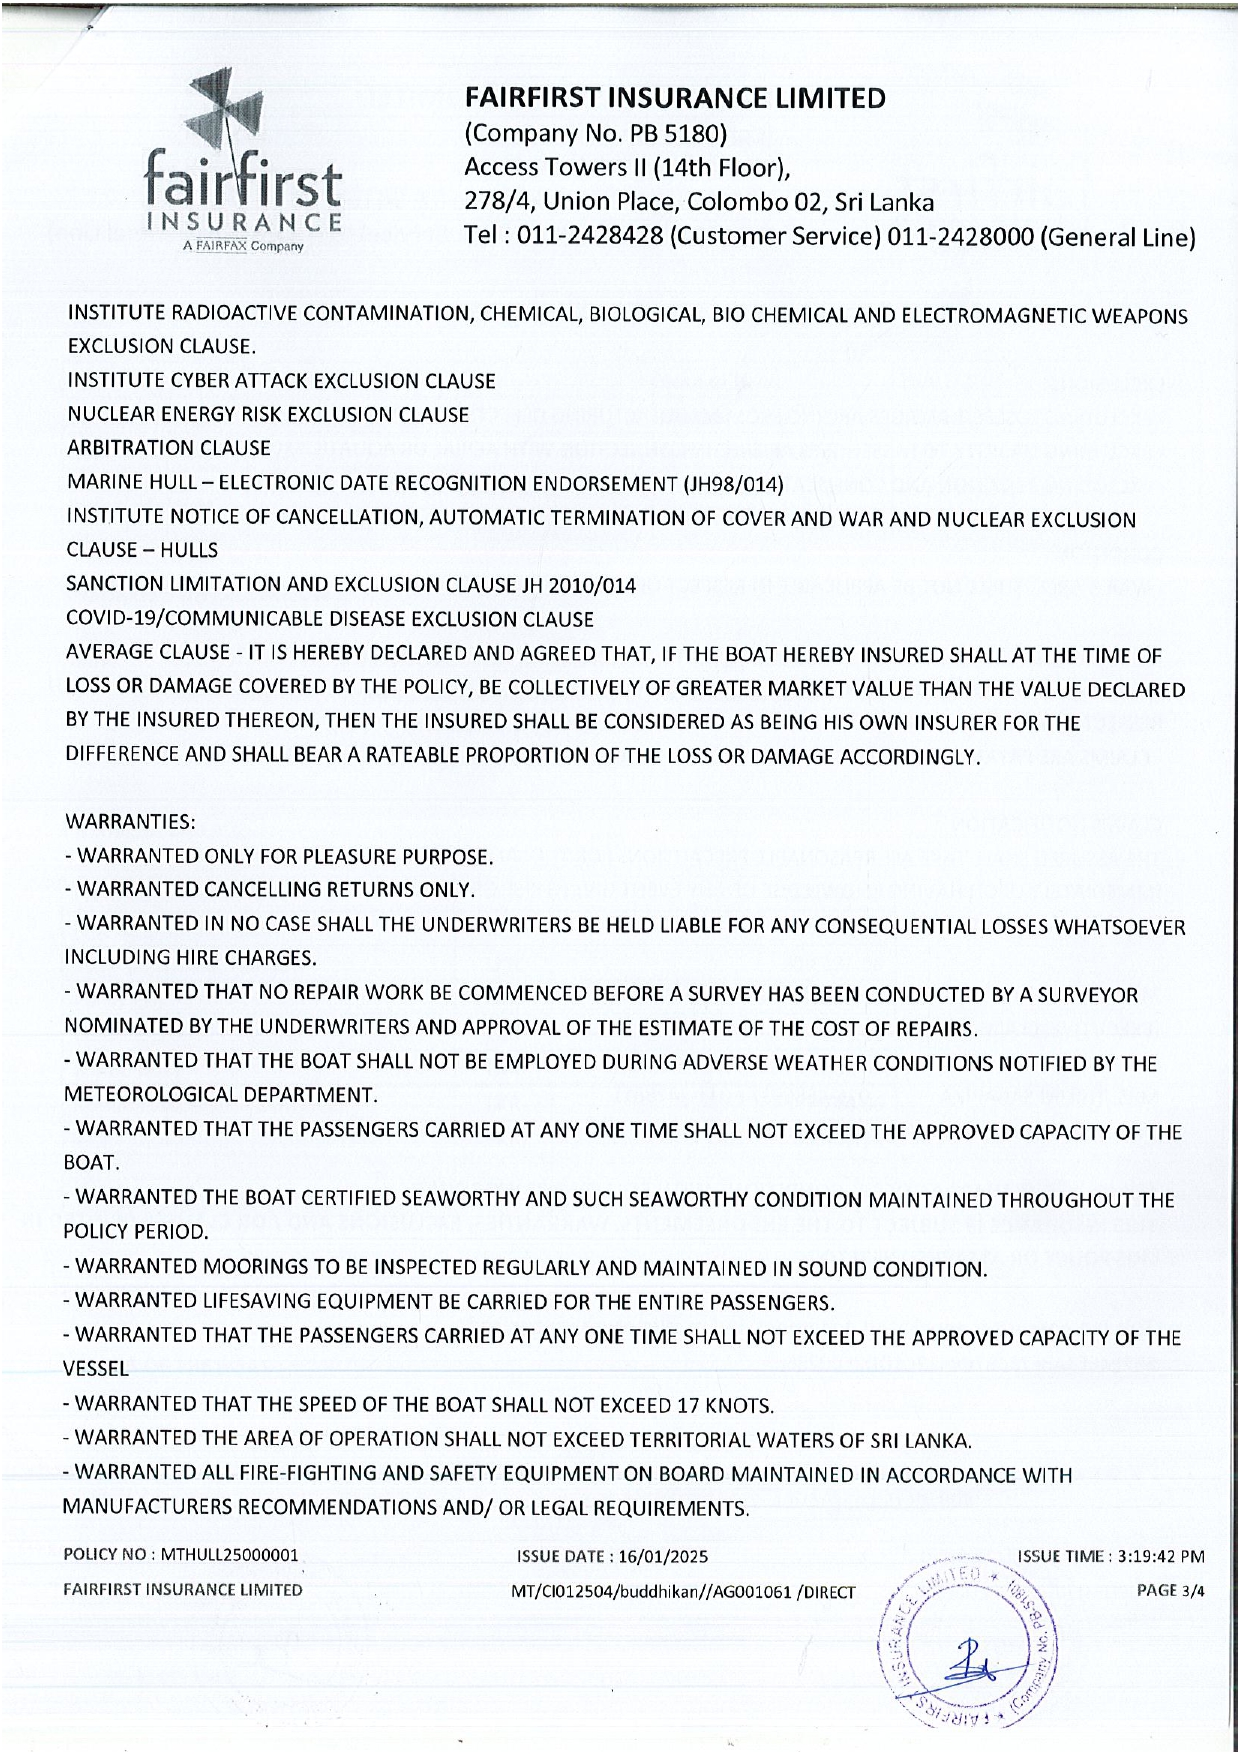 fairfirst
INSURANCE
A FAIRFAX Company
FAIRFIRST INSURANCE LIMITED
(Company No. PB 5180)
Access Towers II (14th Floor),
278/4, Union Place, Colombo 02, Sri Lanka
Tel : 011-2428428 (Customer Service) 011-2428000 (General Line)
INSTITUTE RADIOACTIVE CONTAMINATION, CHEMICAL, BIOLOGICAL, BIO CHEMICAL AND ELECTROMAGNETIC WEAPONS
EXCLUSION CLAUSE.
INSTITUTE CYBER ATTACK EXCLUSION CLAUSE
NUCLEAR ENERGY RISK EXCLUSION CLAUSE
ARBITRATION CLAUSE
MARINE HULL – ELECTRONIC DATE RECOGNITION ENDORSEMENT (JH98/014)
INSTITUTE NOTICE OF CANCELLATION, AUTOMATIC TERMINATION OF COVER AND WAR AND NUCLEAR EXCLUSION
CLAUSE – HULLS
SANCTION LIMITATION AND EXCLUSION CLAUSE JH 2010/014
COVID-19/COMMUNICABLE DISEASE EXCLUSION CLAUSE
AVERAGE CLAUSE - IT IS HEREBY DECLARED AND AGREED THAT, IF THE BOAT HEREBY INSURED SHALL AT THE TIME OF
LOSS OR DAMAGE COVERED BY THE POLICY, BE COLLECTIVELY OF GREATER MARKET VALUE THAN THE VALUE DECLARED
BY THE INSURED THEREON, THEN THE INSURED SHALL BE CONSIDERED AS BEING HIS OWN INSURER FOR THE
DIFFERENCE AND SHALL BEAR A RATEABLE PROPORTION OF THE LOSS OR DAMAGE ACCORDINGLY.
WARRANTIES:
- WARRANTED ONLY FOR PLEASURE PURPOSE.
- WARRANTED CANCELLING RETURNS ONLY.
- WARRANTED IN NO CASE SHALL THE UNDERWRITERS BE HELD LIABLE FOR ANY CONSEQUENTIAL LOSSES WHATSOEVER
INCLUDING HIRE CHARGES.
- WARRANTED THAT NO REPAIR WORK BE COMMENCED BEFORE A SURVEY HAS BEEN CONDUCTED BY A SURVEYOR
NOMINATED BY THE UNDERWRITERS AND APPROVAL OF THE ESTIMATE OF THE COST OF REPAIRS.
- WARRANTED THAT THE BOAT SHALL NOT BE EMPLOYED DURING ADVERSE WEATHER CONDITIONS NOTIFIED BY THE
METEOROLOGICAL DEPARTMENT.
- WARRANTED THAT THE PASSENGERS CARRIED AT ANY ONE TIME SHALL NOT EXCEED THE APPROVED CAPACITY OF THE
BOAT.
- WARRANTED THE BOAT CERTIFIED SEAWORTHY AND SUCH SEAWORTHY CONDITION MAINTAINED THROUGHOUT THE
POLICY PERIOD.
- WARRANTED MOORINGS TO BE INSPECTED REGULARLY AND MAINTAINED IN SOUND CONDITION.
- WARRANTED LIFESAVING EQUIPMENT BE CARRIED FOR THE ENTIRE PASSENGERS.
- WARRANTED THAT THE PASSENGERS CARRIED AT ANY ONE TIME SHALL NOT EXCEED THE APPROVED CAPACITY OF THE
VESSEL
- WARRANTED THAT THE SPEED OF THE BOAT SHALL NOT EXCEED 17 KNOTS.
- WARRANTED THE AREA OF OPERATION SHALL NOT EXCEED TERRITORIAL WATERS OF SRI LANKA.
- WARRANTED ALL FIRE-FIGHTING AND SAFETY EQUIPMENT ON BOARD MAINTAINED IN ACCORDANCE WITH
MANUFACTURERS RECOMMENDATIONS AND/ OR LEGAL REQUIREMENTS.
POLICY NO : MTHULL25000001 ISSUE DATE : 16/01/2025 ISSUE TIME : 3:19:42 PM
FAIRFIRST INSURANCE LIMITED MT/CI012504/buddhikan//AG001061 /DIRECT PAGE 3/4
FAIRFIRST INSURANCE LIMITED * (Company No. PB-5180) *